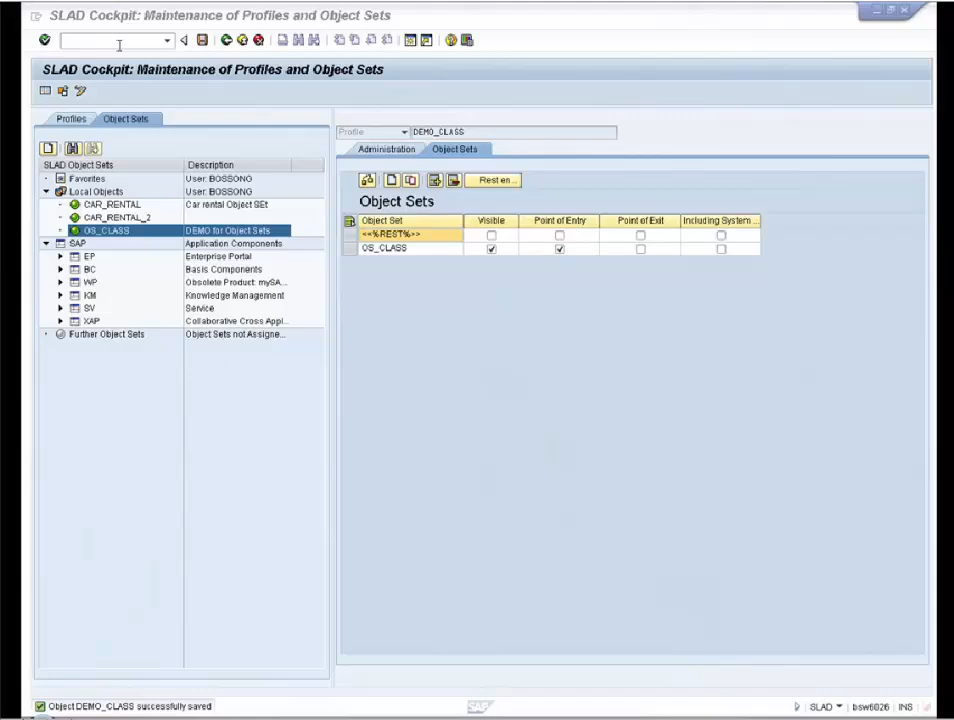 SLAD Cockpit: Maintenance of Profiles and Object Sets
SLAD Cockpit: Maintenance of Profiles and Object Sets
Profiles Object Sets
SLAD Object Sets Description
Favorites User: BOSSONG
Local Objects User: BOSSONG
CAR_RENTAL Car rental Object SEt
CAR_RENTAL_2
OS_CLASS DEMO for Object Sets
SAP Application Components
EP Enterprise Portal
BC Basis Components
WP Obsolete Product: mySA...
KM Knowledge Management
SV Service
XAP Collaborative Cross Appl...
Further Object Sets Object Sets not Assigne...
Profile DEMO_CLASS
Administration Object Sets
Rest en...
Object Sets
Object Set Visible Point of Entry Point of Exit Including System ...
<<%REST%>>
OS_CLASS
Object DEMO_CLASS successfully saved
SAP
SLAD bsw6026 INS